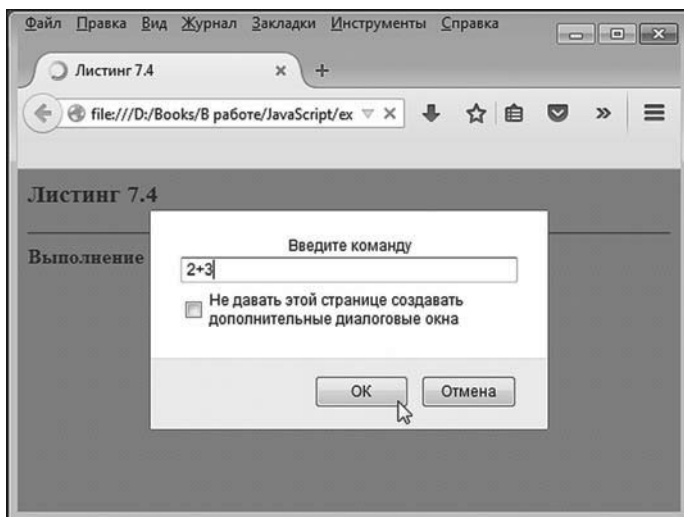 Файл Правка Вид Журнал Закладки Инструменты Справка
Листинг 7.4
file:///D:/Books/В работе/JavaScript/ex
Листинг 7.4
Выполнение
Введите команду
2+3
Не давать этой странице создавать
дополнительные диалоговые окна
OK Отмена